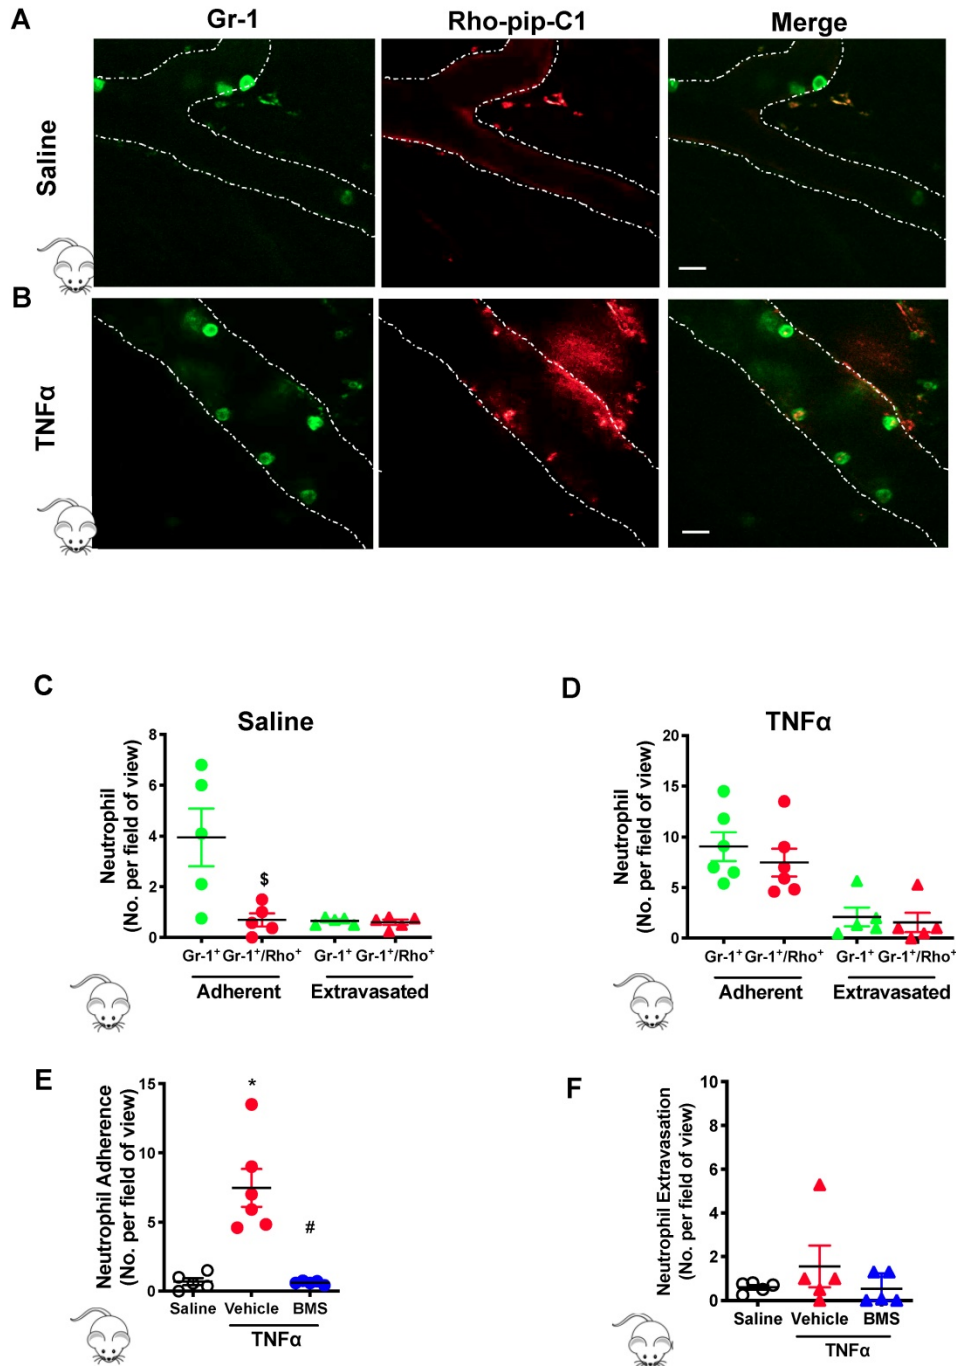 A
Gr-1
Rho-pip-C1
Merge
Saline
B
TNFα
C
Saline
Neutrophil
(No. per field of view)
8
6
4
2
0
$
Gr-1+ Gr-1+/Rho+ Gr-1+ Gr-1+/Rho+
Adherent Extravasated
D
TNFα
Neutrophil
(No. per field of view)
20
15
10
5
0
Gr-1+ Gr-1+/Rho+ Gr-1+ Gr-1+/Rho+
Adherent Extravasated
E
Neutrophil Adherence
(No. per field of view)
15
10
5
0
*
#
Saline Vehicle BMS
TNFα
F
Neutrophil Extravasation
(No. per field of view)
10
8
6
4
2
0
Saline Vehicle BMS
TNFα